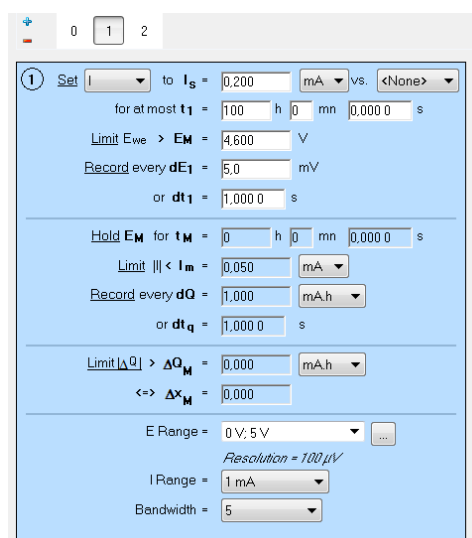 0 1 2
1 Set I to Is = 0,200 mA vs. <None>
for at most t1 = 100 h 0 mn 0,000 0 s
Limit Ewe > EM = 4,600 V
Record every dE1 = 5,0 mV
or dt1 = 1,000 0 s
Hold EM for tM = 0 h 0 mn 0,000 0 s
Limit |I| < Im = 0,050 mA
Record every dQ = 1,000 mA.h
or dtq = 1,000 0 s
Limit |ΔQ| > ΔQM = 0,000 mA.h
<=> ΔxM = 0,000
E Range = 0 V; 5 V ...
Resolution = 100 µV
I Range = 1 mA
Bandwidth = 5